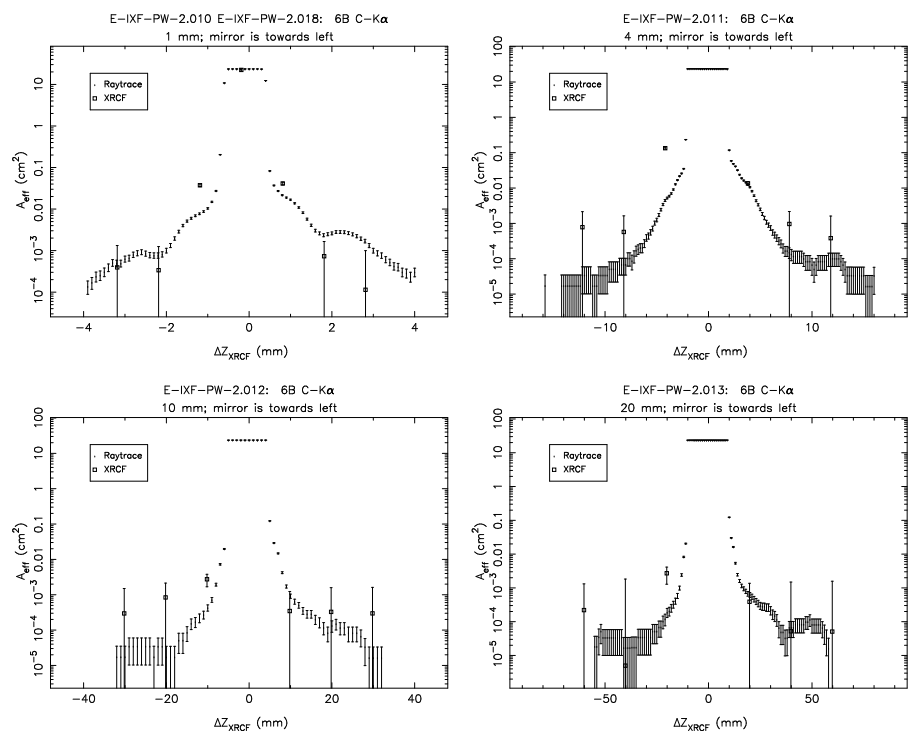 E-IXF-PW-2.010 E-IXF-PW-2.018: 6B C-Kα
1 mm; mirror is towards left
100
10
1
0.1
0.01
10⁻³
10⁻⁴
A_eff (cm²)
Raytrace
XRCF
−4 −2 0 2 4
ΔZ_XRCF (mm)
E-IXF-PW-2.011: 6B C-Kα
4 mm; mirror is towards left
100
10
1
0.1
0.01
10⁻³
10⁻⁴
10⁻⁵
A_eff (cm²)
Raytrace
XRCF
−10 0 10
ΔZ_XRCF (mm)
E-IXF-PW-2.012: 6B C-Kα
10 mm; mirror is towards left
100
10
1
0.1
0.01
10⁻³
10⁻⁴
10⁻⁵
A_eff (cm²)
Raytrace
XRCF
−40 −20 0 20 40
ΔZ_XRCF (mm)
E-IXF-PW-2.013: 6B C-Kα
20 mm; mirror is towards left
100
10
1
0.1
0.01
10⁻³
10⁻⁴
10⁻⁵
A_eff (cm²)
Raytrace
XRCF
−50 0 50
ΔZ_XRCF (mm)